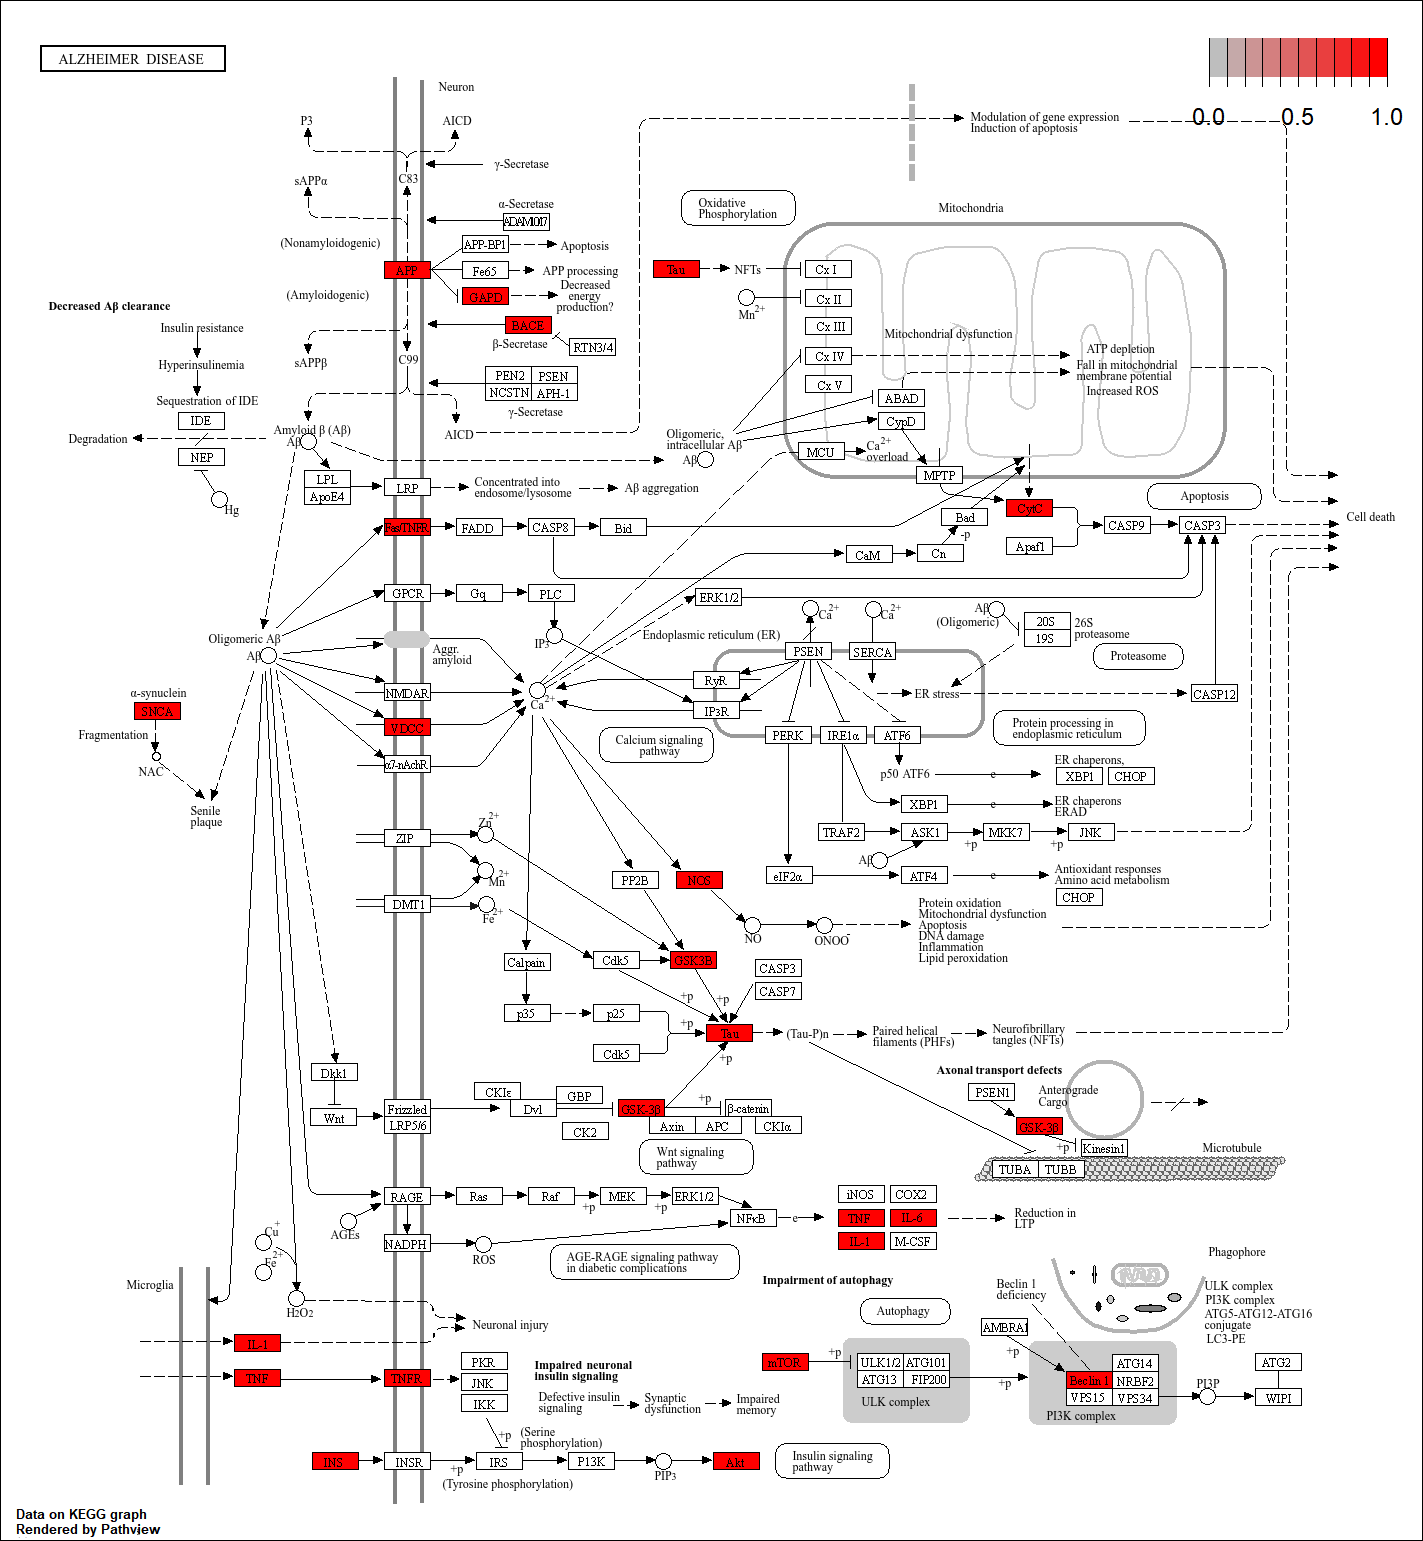 ALZHEIMER DISEASE
0.0
0.5
1.0
Neuron
P3
AICD
γ-Secretase
C83
sAPPα
α-Secretase
ADAM1017
(Nonamyloidogenic)
APP-BP1
Apoptosis
APP
Fe65
APP processing
(Amyloidogenic)
GAPD
Decreased
energy
production?
BACE
β-Secretase
RTN3/4
sAPPβ
C99
PEN2
PSEN
NCSTN
APH-1
γ-Secretase
AICD
Modulation of gene expression
Induction of apoptosis
Oxidative
Phosphorylation
Mitochondria
Tau
NFTs
Mn2+
Cx I
Cx II
Cx III
Cx IV
Cx V
Mitochondrial dysfunction
ATP depletion
Fall in mitochondrial
membrane potential
Increased ROS
ABAD
CypD
MCU
Ca2+
overload
MPTP
Oligomeric,
intracellular Aβ
Aβ
Decreased Aβ clearance
Insulin resistance
Hyperinsulinemia
Sequestration of IDE
IDE
Degradation
NEP
Hg
Amyloid β (Aβ)
Aβ
LPL
ApoE4
LRP
Concentrated into
endosome/lysosome
Aβ aggregation
Fas/TNFR
FADD
CASP8
Bid
Bad
-p
CytC
Apaf1
CASP9
CASP3
Apoptosis
Cell death
CaM
Cn
GPCR
Gq
PLC
IP3
ERK1/2
Endoplasmic reticulum (ER)
Ca2+
Ca2+
Aβ
(Oligomeric)
20S
19S
26S
proteasome
Proteasome
Oligomeric Aβ
Aβ
Aggr.
amyloid
PSEN
SERCA
RyR
IP3R
ER stress
CASP12
NMDAR
Ca2+
VDCC
α7-nAchR
α-synuclein
SNCA
Fragmentation
NAC
Senile
plaque
Calcium signaling
pathway
PERK
IRE1α
ATF6
Protein processing in
endoplasmic reticulum
p50 ATF6
e
ER chaperons,
XBP1
CHOP
XBP1
e
ER chaperons
ERAD
TRAF2
ASK1
MKK7
JNK
+p
+p
Aβ
eIF2α
ATF4
e
Antioxidant responses
Amino acid metabolism
CHOP
ZIP
Zn2+
Mn2+
DMT1
Fe2+
PP2B
NOS
NO
ONOO-
Protein oxidation
Mitochondrial dysfunction
Apoptosis
DNA damage
Inflammation
Lipid peroxidation
Calpain
Cdk5
GSK3B
CASP3
CASP7
+p
+p
p35
p25
+p
Tau
(Tau-P)n
Paired helical
filaments (PHFs)
Neurofibrillary
tangles (NFTs)
Cdk5
+p
Dkk1
Wnt
Frizzled
LRP5/6
CKIε
Dvl
GBP
CK2
GSK-3β
+p
β-catenin
Axin
APC
CKIα
Wnt signaling
pathway
Axonal transport defects
PSEN1
Anterograde
Cargo
GSK-3β
+p
Kinesin1
Microtubule
TUBA
TUBB
RAGE
Ras
Raf
MEK
ERK1/2
+p
+p
NFκB
e
iNOS
COX2
TNF
IL-6
IL-1
M-CSF
Reduction in
LTP
AGEs
NADPH
ROS
AGE-RAGE signaling pathway
in diabetic complications
Cu+
Fe2+
H2O2
Microglia
Neuronal injury
IL-1
TNF
TNFR
PKR
JNK
IKK
Impaired neuronal
insulin signaling
Defective insulin
signaling
Synaptic
dysfunction
Impaired
memory
+p
(Serine
phosphorylation)
INS
INSR
+p
IRS
P13K
PIP3
Akt
(Tyrosine phosphorylation)
Insulin signaling
pathway
Impairment of autophagy
Autophagy
mTOR
+p
ULK1/2
ATG101
ATG13
FIP200
ULK complex
+p
Beclin 1
deficiency
AMBRA1
+p
ATG14
Beclin 1
NRBF2
VPS15
VPS34
PI3K complex
PI3P
ATG2
WIPI
Phagophore
ULK complex
PI3K complex
ATG5-ATG12-ATG16
conjugate
LC3-PE
Data on KEGG graph
Rendered by Pathview